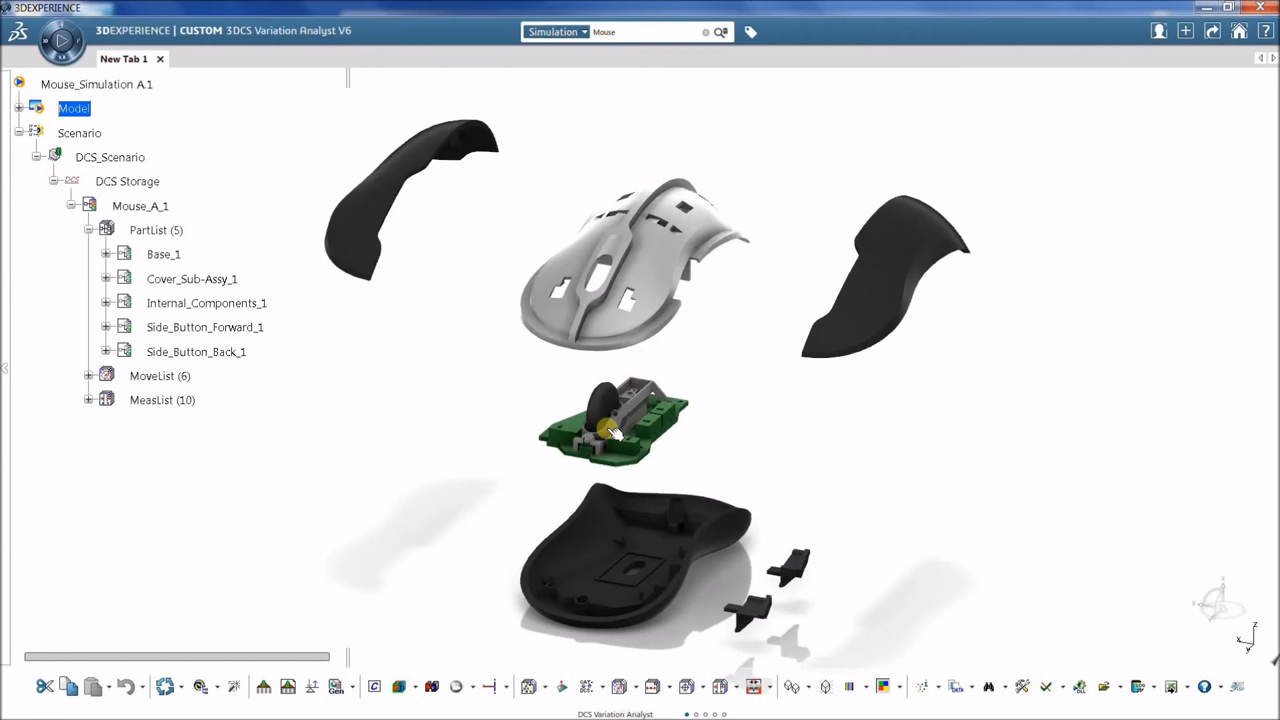 3DEXPERIENCE
3DEXPERIENCE | CUSTOM 3DCS Variation Analyst V6
Simulation Mouse
New Tab 1
Mouse_Simulation A.1
Model
Scenario
DCS_Scenario
DCS DCS Storage
Mouse_A_1
PartList (5)
Base_1
Cover_Sub-Assy_1
Internal_Components_1
Side_Button_Forward_1
Side_Button_Back_1
MoveList (6)
MeasList (10)
DCS Variation Analyst